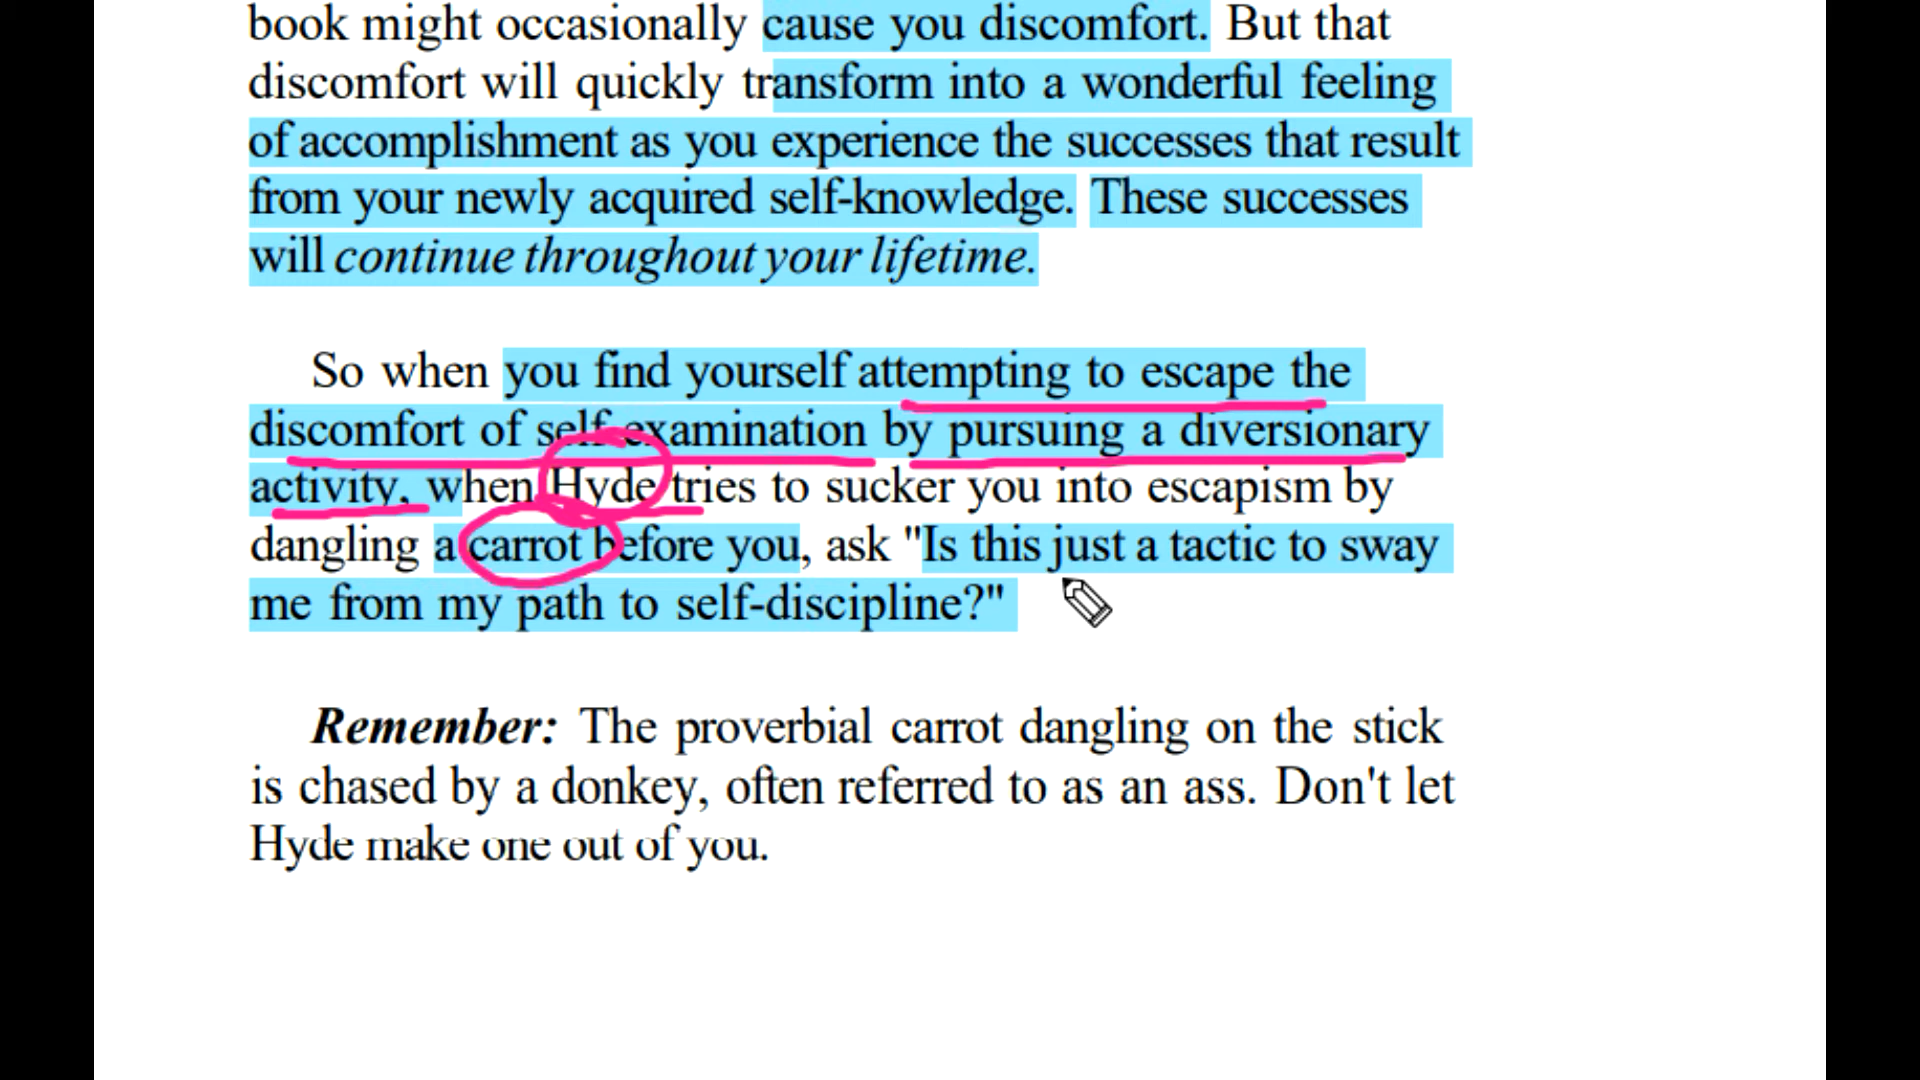 book might occasionally cause you discomfort. But that
discomfort will quickly transform into a wonderful feeling
of accomplishment as you experience the successes that result
from your newly acquired self-knowledge. These successes
will continue throughout your lifetime.
So when you find yourself attempting to escape the
discomfort of self-examination by pursuing a diversionary
activity, when Hyde tries to sucker you into escapism by
dangling a carrot before you, ask "Is this just a tactic to sway
me from my path to self-discipline?"
Remember: The proverbial carrot dangling on the stick
is chased by a donkey, often referred to as an ass. Don't let
Hyde make one out of you.